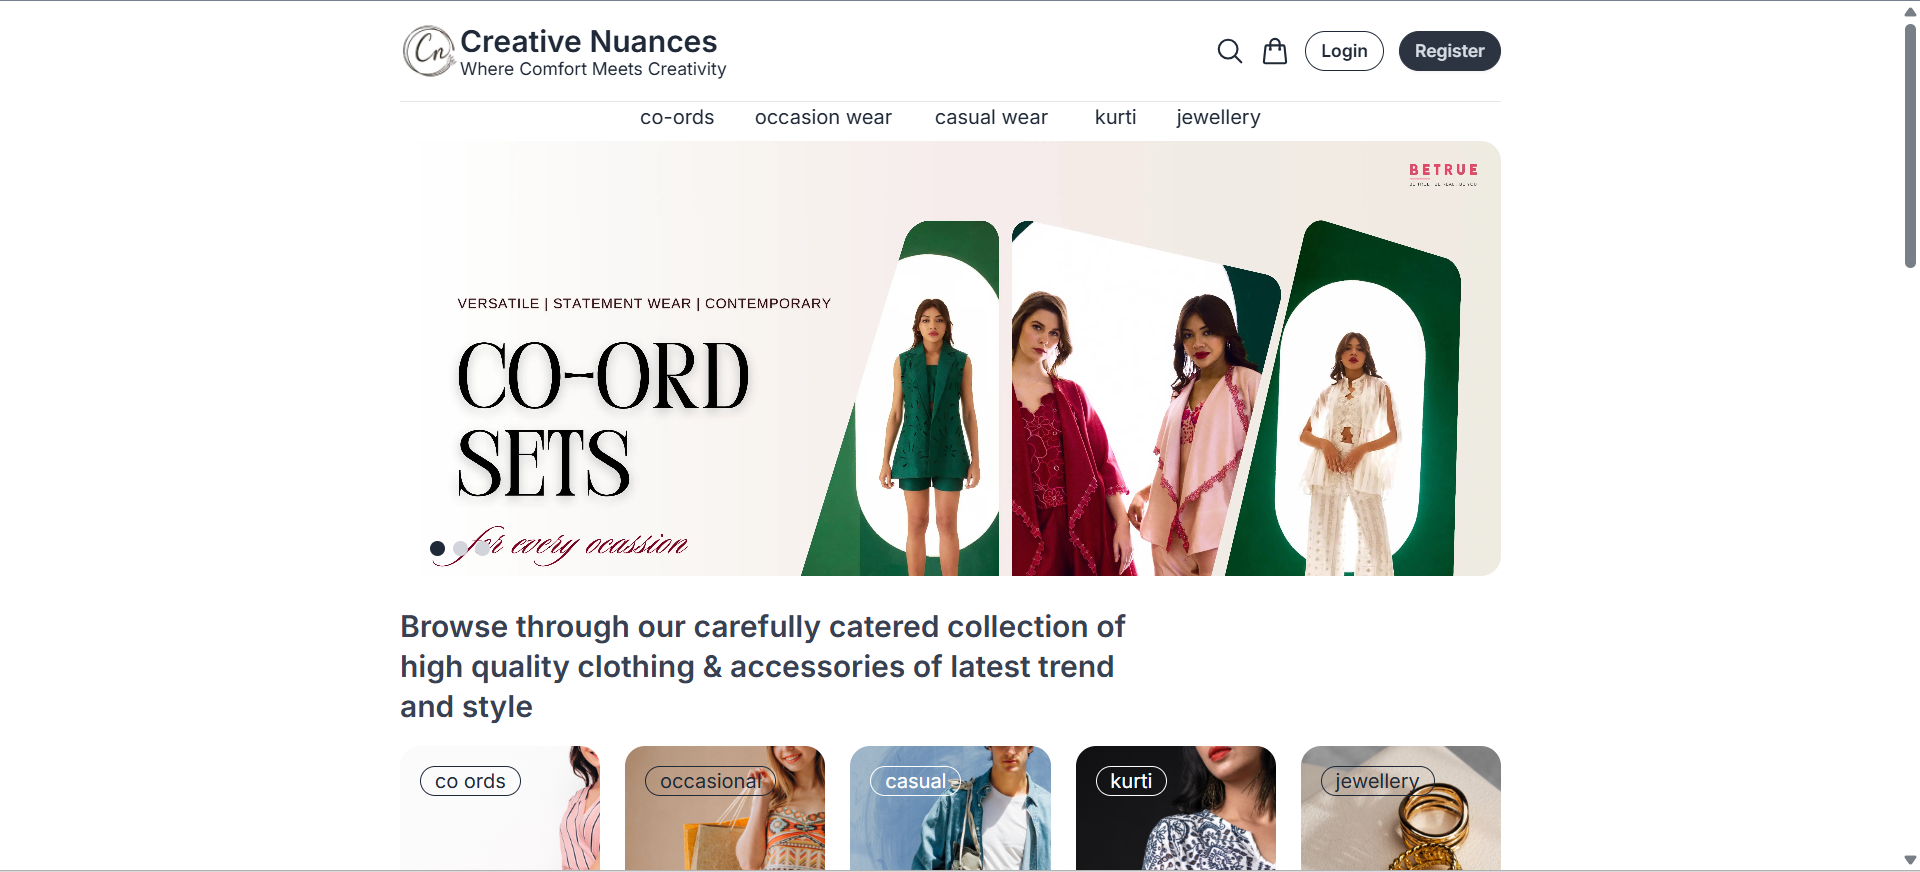 Cn
Creative Nuances
Where Comfort Meets Creativity
Login
Register
co-ords
occasion wear
casual wear
kurti
jewellery
BETRUE
VERSATILE | STATEMENT WEAR | CONTEMPORARY
CO-ORD
SETS
for every ocassion
Browse through our carefully catered collection of
high quality clothing & accessories of latest trend
and style
co ords
occasional
casual
kurti
jewellery